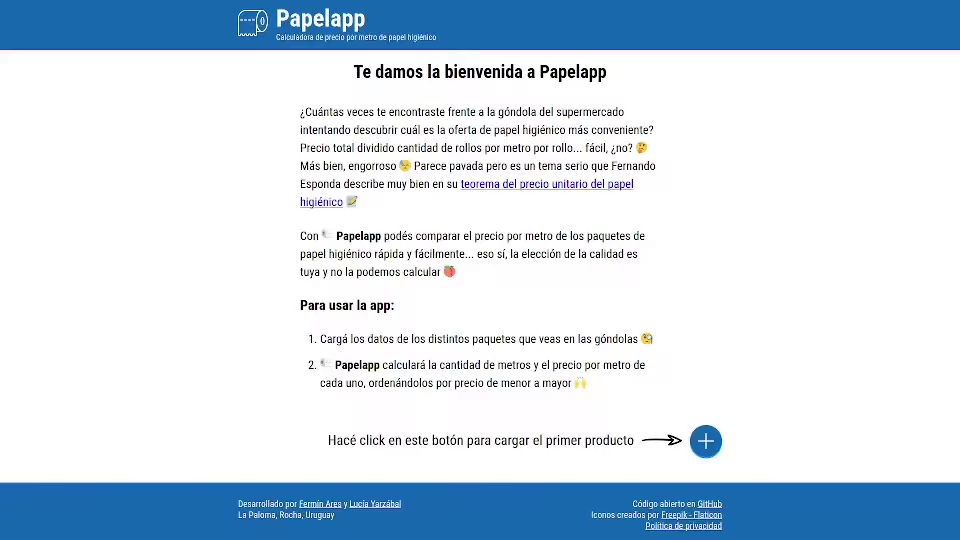 Papelapp
Calculadora de precio por metro de papel higiénico
Te damos la bienvenida a Papelapp
¿Cuántas veces te encontraste frente a la góndola del supermercado
intentando descubrir cuál es la oferta de papel higiénico más conveniente?
Precio total dividido cantidad de rollos por metro por rollo... fácil, ¿no? 🤔
Más bien, engorroso 🧐 Parece pavada pero es un tema serio que Fernando
Esponda describe muy bien en su teorema del precio unitario del papel
higiénico 📝
Con 🧻 Papelapp podés comparar el precio por metro de los paquetes de
papel higiénico rápida y fácilmente... eso sí, la elección de la calidad es
tuya y no la podemos calcular 🍑
Para usar la app:
1. Cargá los datos de los distintos paquetes que veas en las góndolas 🧐
2. 🧻 Papelapp calculará la cantidad de metros y el precio por metro de
cada uno, ordenándolos por precio de menor a mayor 🙌
Hacé click en este botón para cargar el primer producto
Desarrollado por Fermín Ares y Lucía Yarzábal
La Paloma, Rocha, Uruguay
Código abierto en GitHub
Iconos creados por Freepik - Flaticon
Política de privacidad